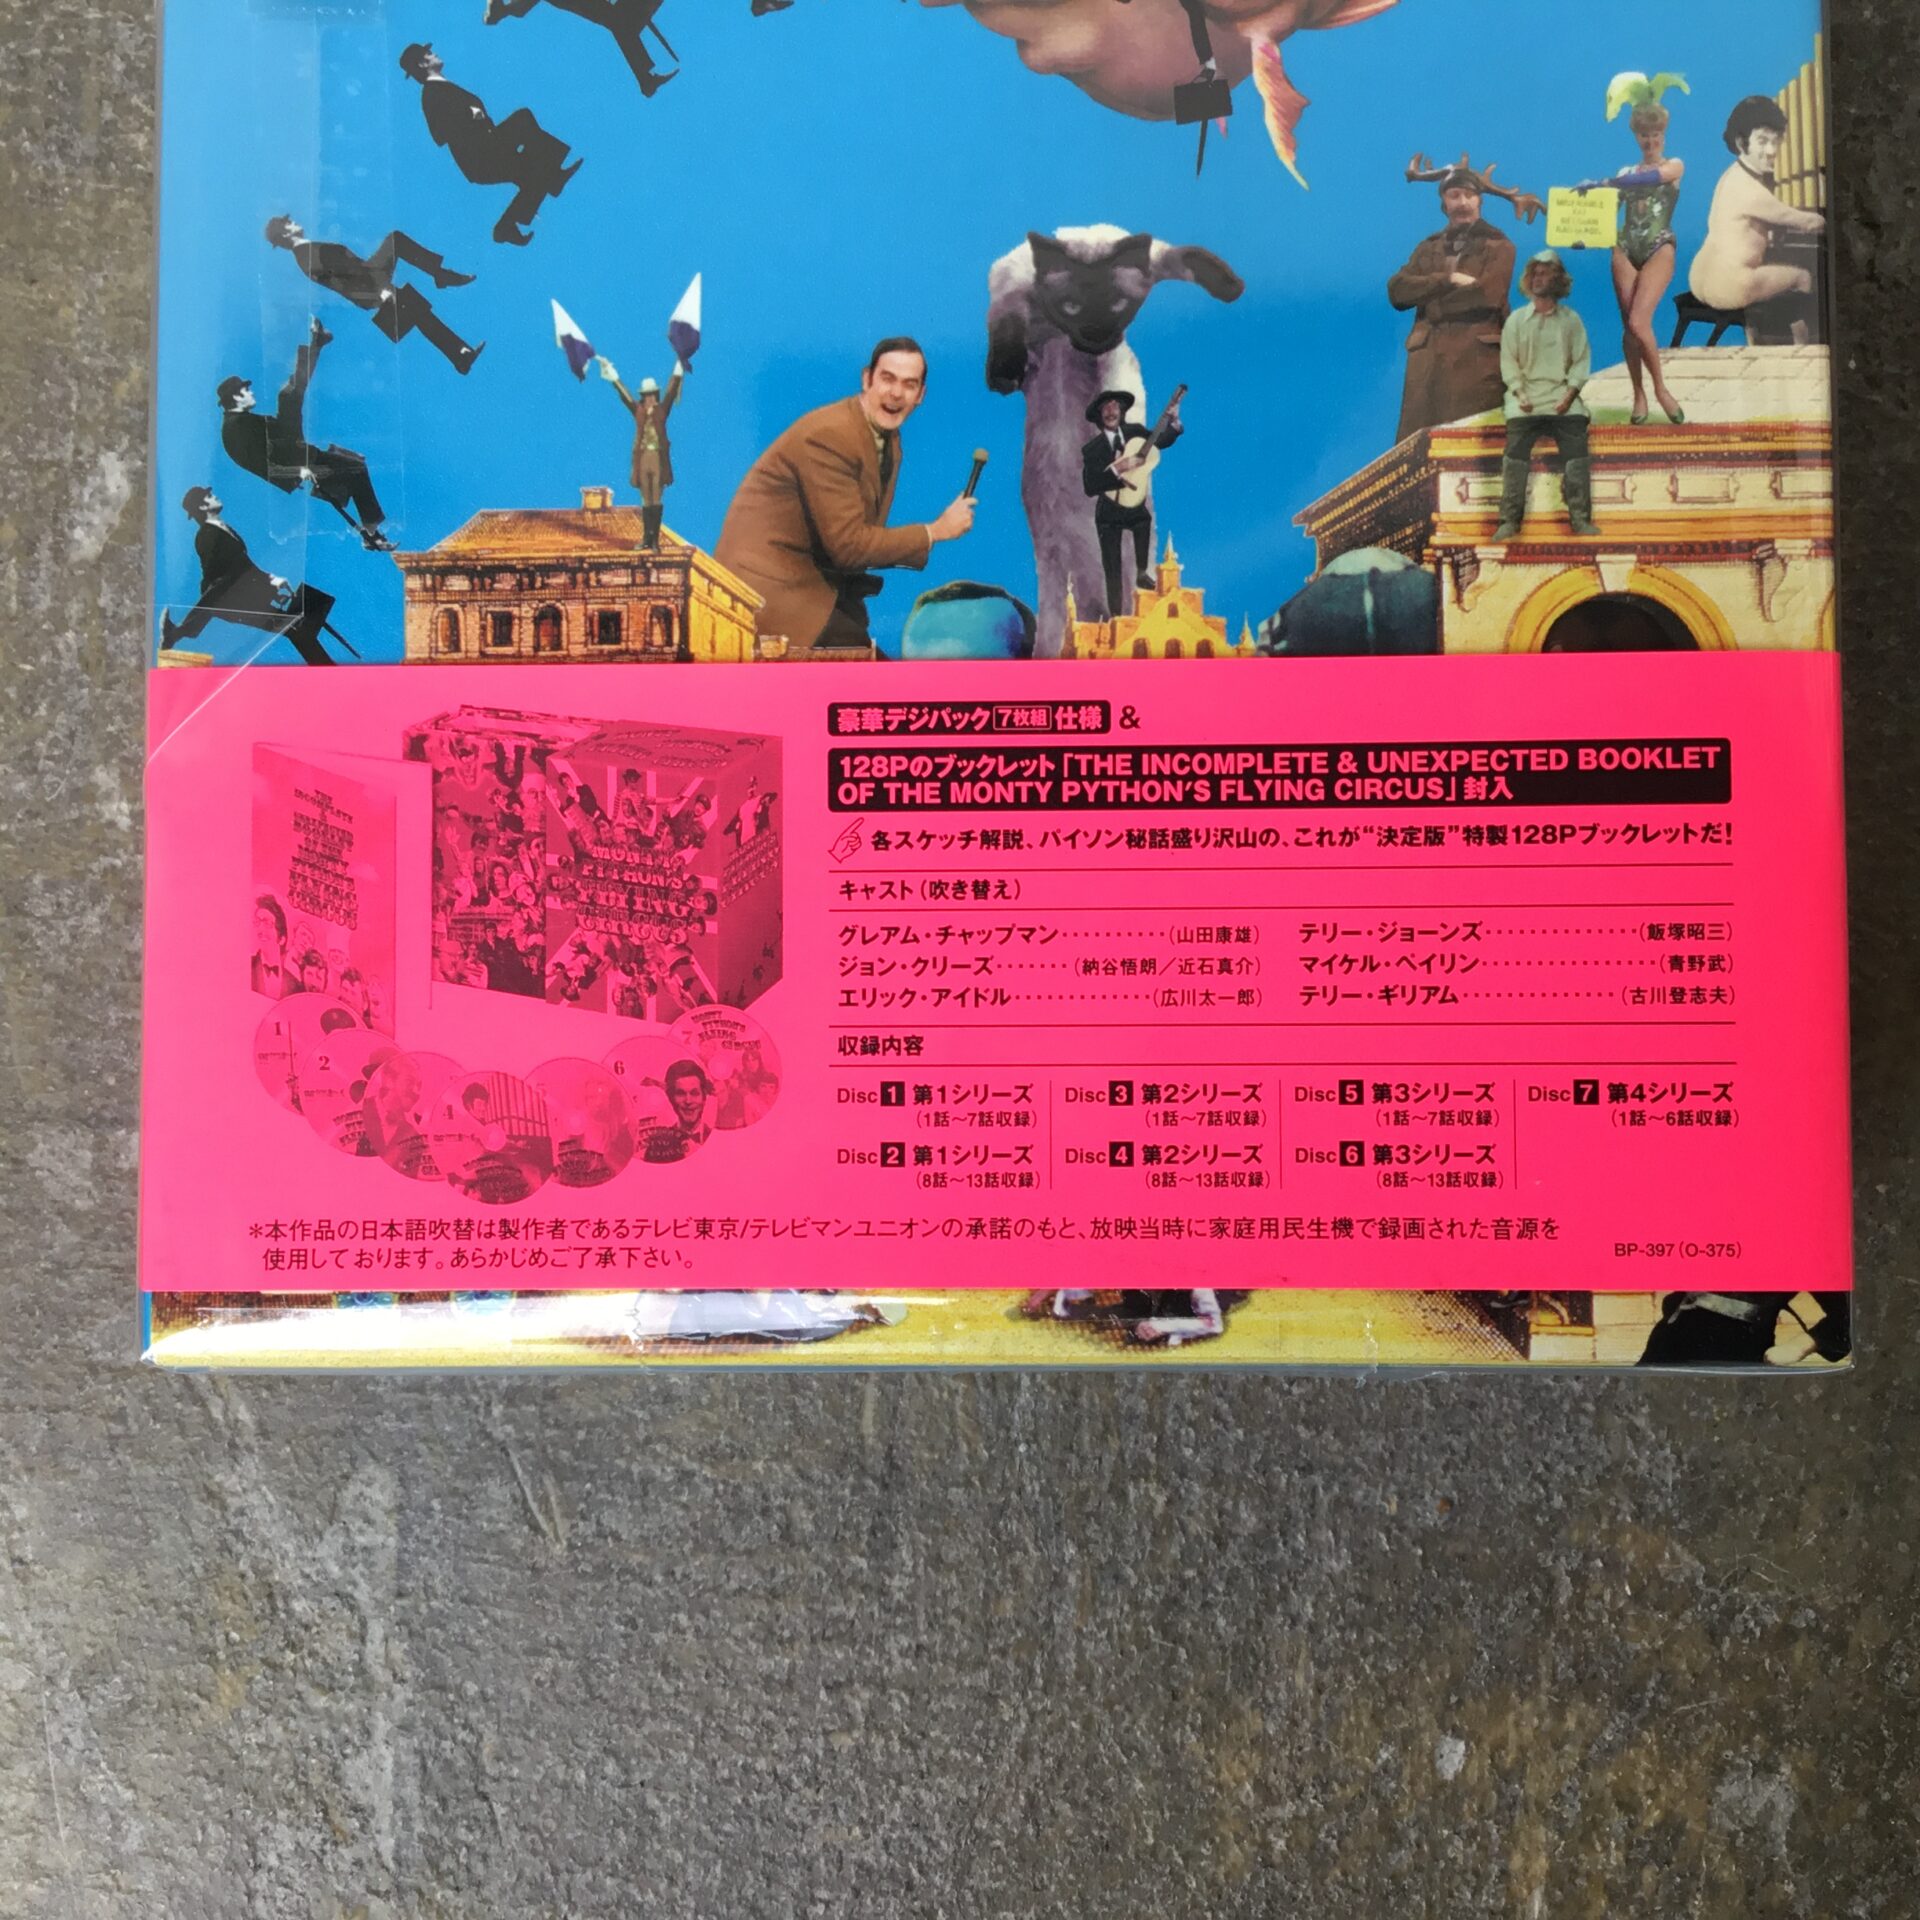 豪華デジパック 7枚組 仕様 &
128Pのブックレット「THE INCOMPLETE & UNEXPECTED BOOKLET
OF THE MONTY PYTHON'S FLYING CIRCUS」封入
各スケッチ解説、パイソン秘話盛り沢山の、これが“決定版”特製128Pブックレットだ!
キャスト(吹き替え)
グレアム・チャップマン··········(山田康雄) テリー・ジョーンズ··············(飯塚昭三)
ジョン・クリーズ·······(納谷悟朗/近石真介) マイケル・ペイリン················(青野武)
エリック・アイドル·············(広川太一郎) テリー・ギリアム··············(古川登志夫)
収録内容
Disc 1 第1シリーズ Disc 3 第2シリーズ Disc 5 第3シリーズ Disc 7 第4シリーズ
(1話~7話収録) (1話~7話収録) (1話~7話収録) (1話~6話収録)
Disc 2 第1シリーズ Disc 4 第2シリーズ Disc 6 第3シリーズ
(8話~13話収録) (8話~13話収録) (8話~13話収録)
*本作品の日本語吹替は製作者であるテレビ東京/テレビマンユニオンの承諾のもと、放映当時に家庭用民生機で録画された音源を
使用しております。あらかじめご了承下さい。
BP-397(O-375)
MONTY
PYTHON'S
FLYING
CIRCUS
1
2
4
6
7
MONTY
PYTHON'S
FLYING
CIRCUS